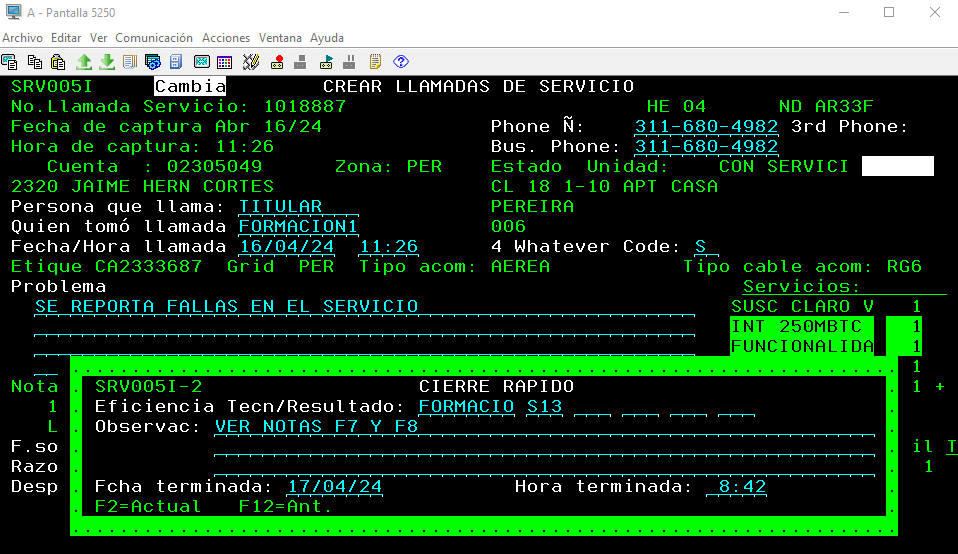 A - Pantalla 5250
Archivo Editar Ver Comunicación Acciones Ventana Ayuda
SRV005I Cambia CREAR LLAMADAS DE SERVICIO
No.Llamada Servicio: 1018887 HE 04 ND AR33F
Fecha de captura Abr 16/24 Phone Ñ: 311-680-4982 3rd Phone:
Hora de captura: 11:26 Bus. Phone: 311-680-4982
Cuenta : 02305049 Zona: PER Estado Unidad: CON SERVICI
2320 JAIME HERN CORTES CL 18 1-10 APT CASA
Persona que llama: TITULAR PEREIRA
Quien tomó llamada FORMACION1 006
Fecha/Hora llamada 16/04/24 11:26 4 Whatever Code: S
Etique CA2333687 Grid PER Tipo acom: AEREA Tipo cable acom: RG6
Problema Servicios:
SE REPORTA FALLAS EN EL SERVICIO SUSC CLARO V 1
INT 250MBTC 1
FUNCIONALIDA 1
1
Nota SRV005I-2 CIERRE RAPIDO 1 +
1 Eficiencia Tecn/Resultado: FORMACIO S13
L Observac: VER NOTAS F7 Y F8
F.so il T
Razo 1
Desp Fcha terminada: 17/04/24 Hora terminada: 8:42
F2=Actual F12=Ant.